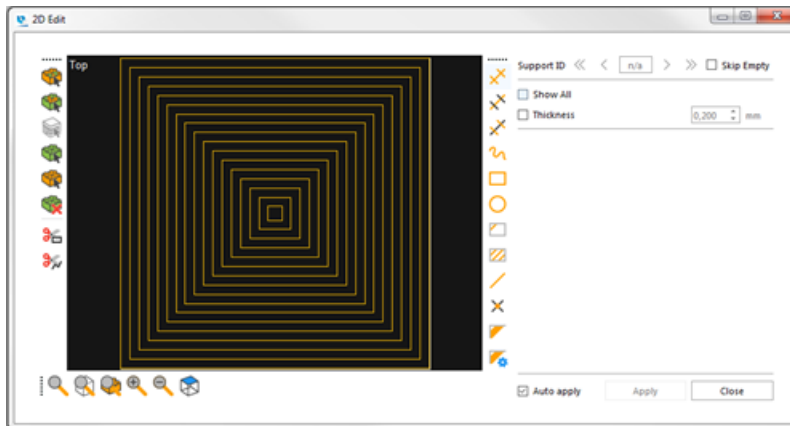 2D Edit
Top
Support ID n/a Skip Empty
Show All
Thickness 0,200 mm
Auto apply Apply Close